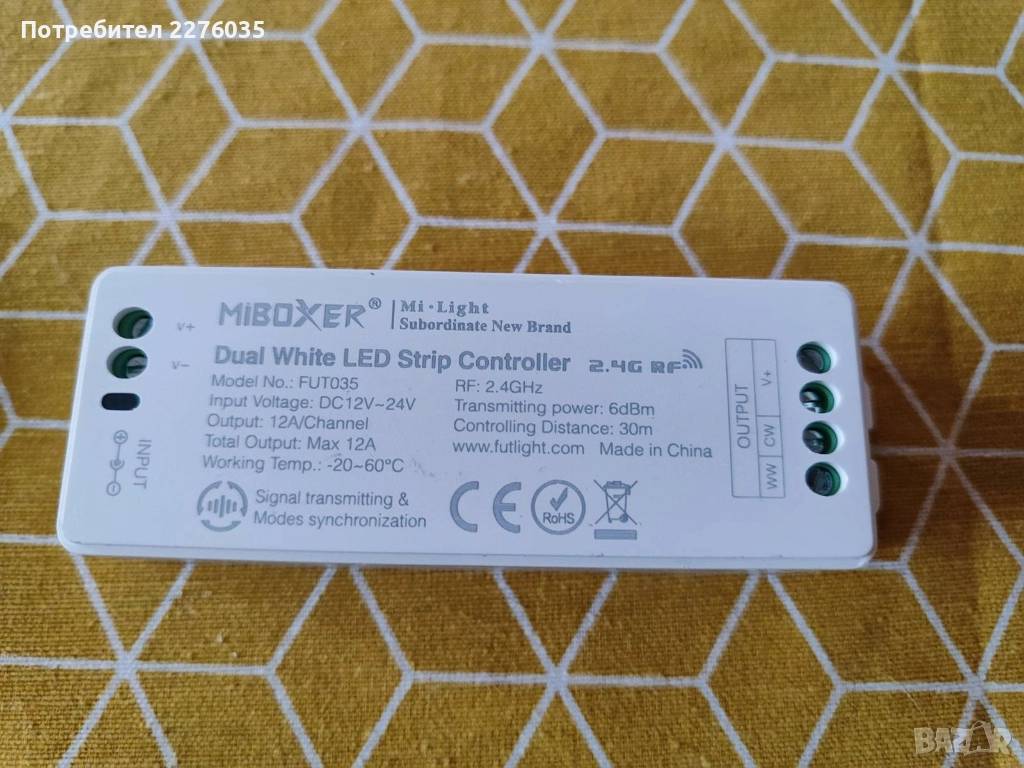 Потребител 2276035
V+
V−
INPUT
MiBOXER® | Mi·Light
Subordinate New Brand
Dual White LED Strip Controller 2.4G RF
Model No.: FUT035
Input Voltage: DC12V~24V
Output: 12A/Channel
Total Output: Max 12A
Working Temp.: -20~60°C
RF: 2.4GHz
Transmitting power: 6dBm
Controlling Distance: 30m
www.futlight.com Made in China
Signal transmitting &
Modes synchronization
CE
RoHS
OUTPUT
V+
CW
WW
BAZAR